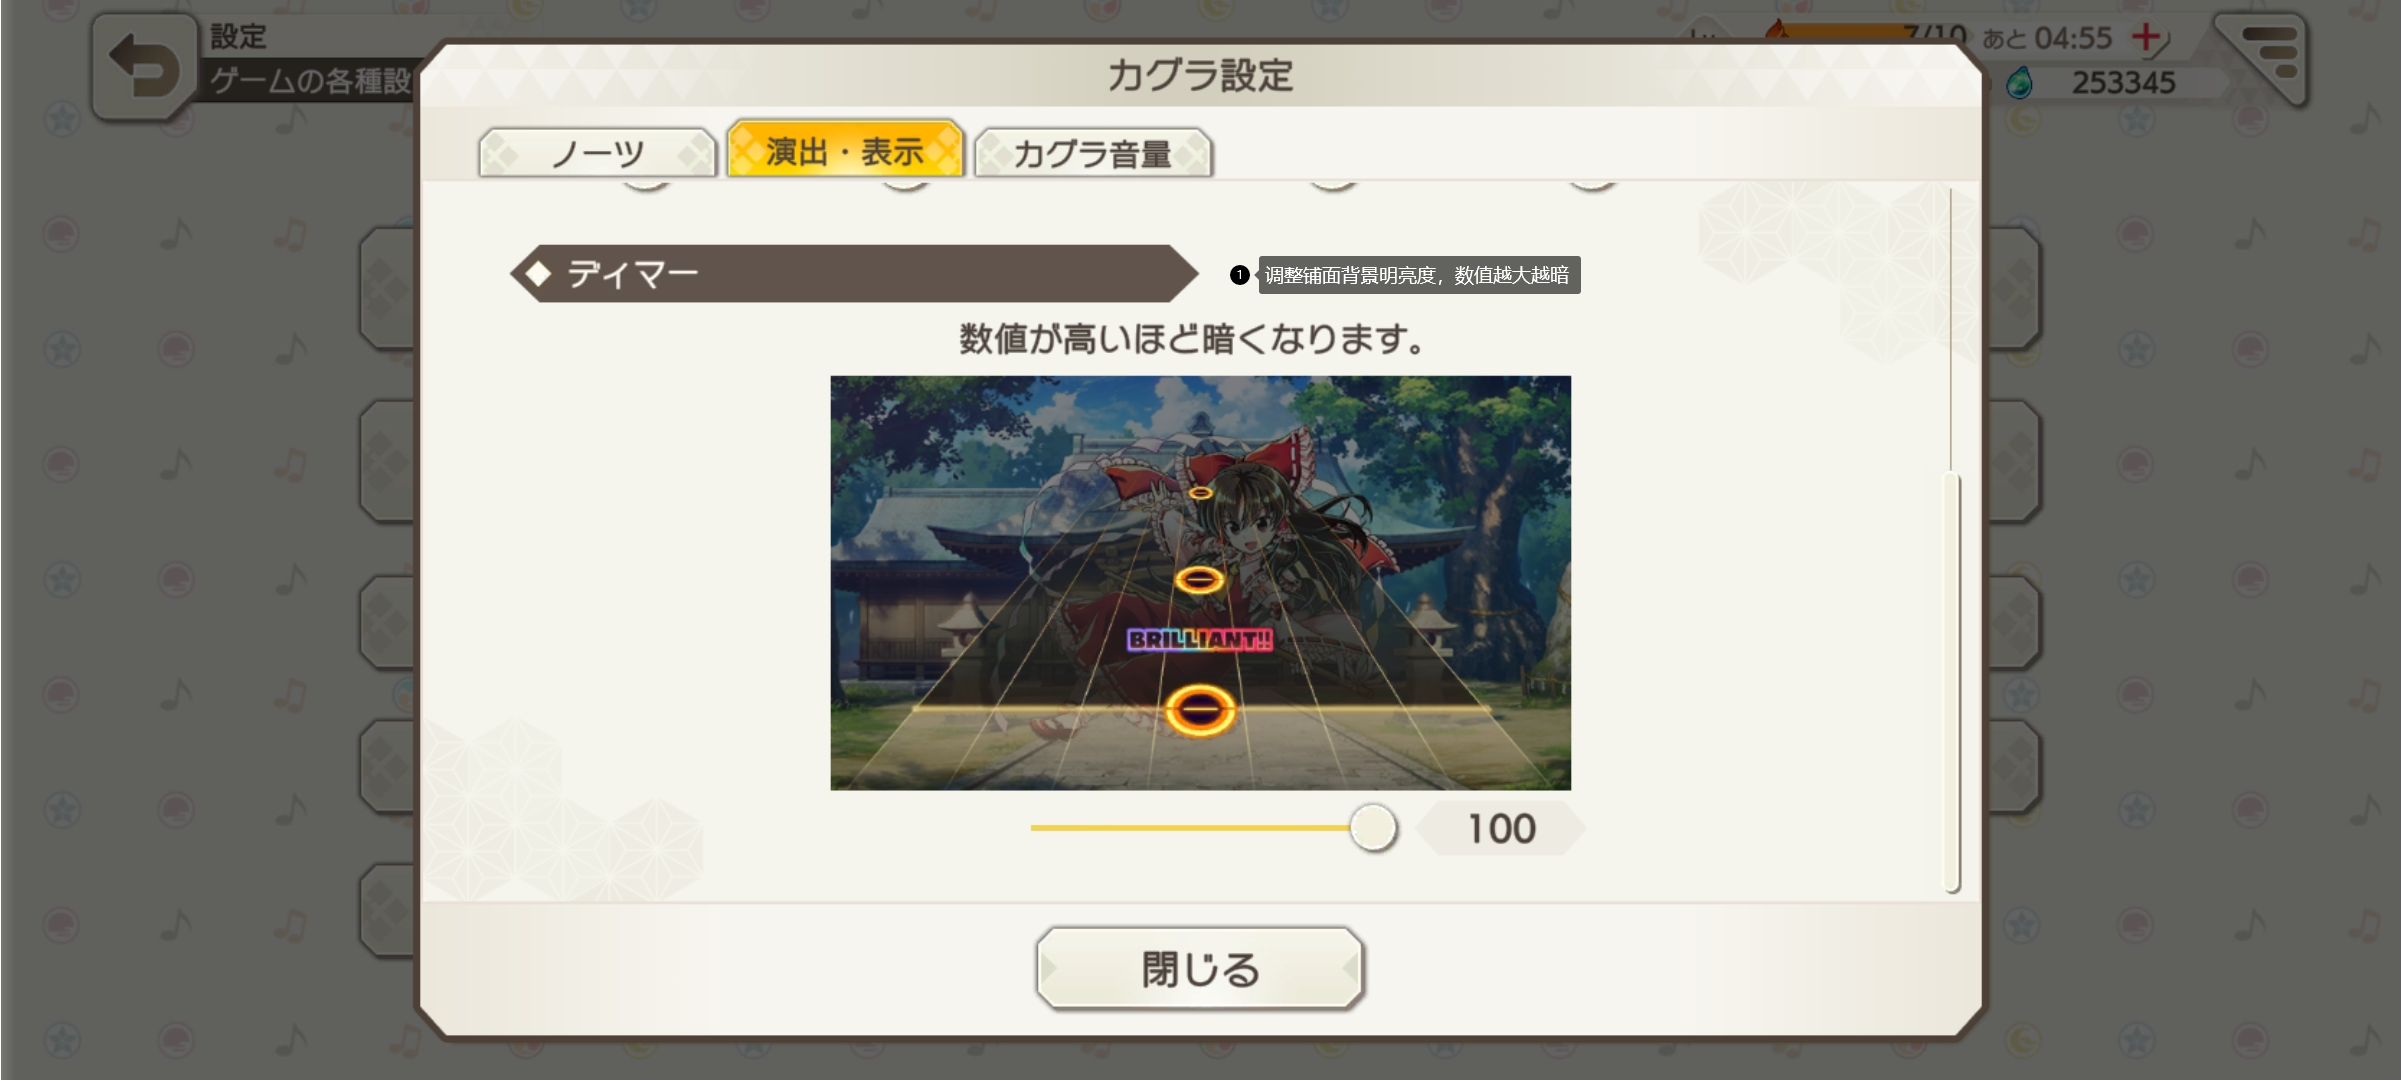 設定
ゲームの各種設
7/10 あと 04:55
253345
カグラ設定
ノーツ
演出・表示
カグラ音量
ディマー
1 调整铺面背景明亮度，数值越大越暗
数値が高いほど暗くなります。
BRILLIANT!!
100
閉じる